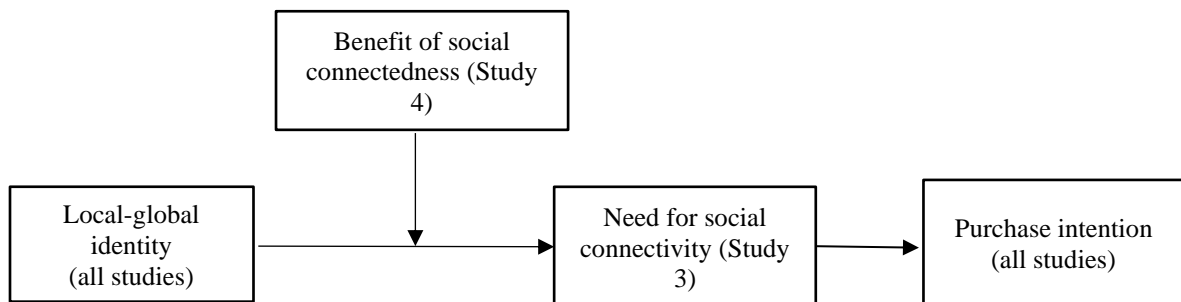 Benefit of social
connectedness (Study
4)
Local-global
identity
(all studies)
Need for social
connectivity (Study
3)
Purchase intention
(all studies)